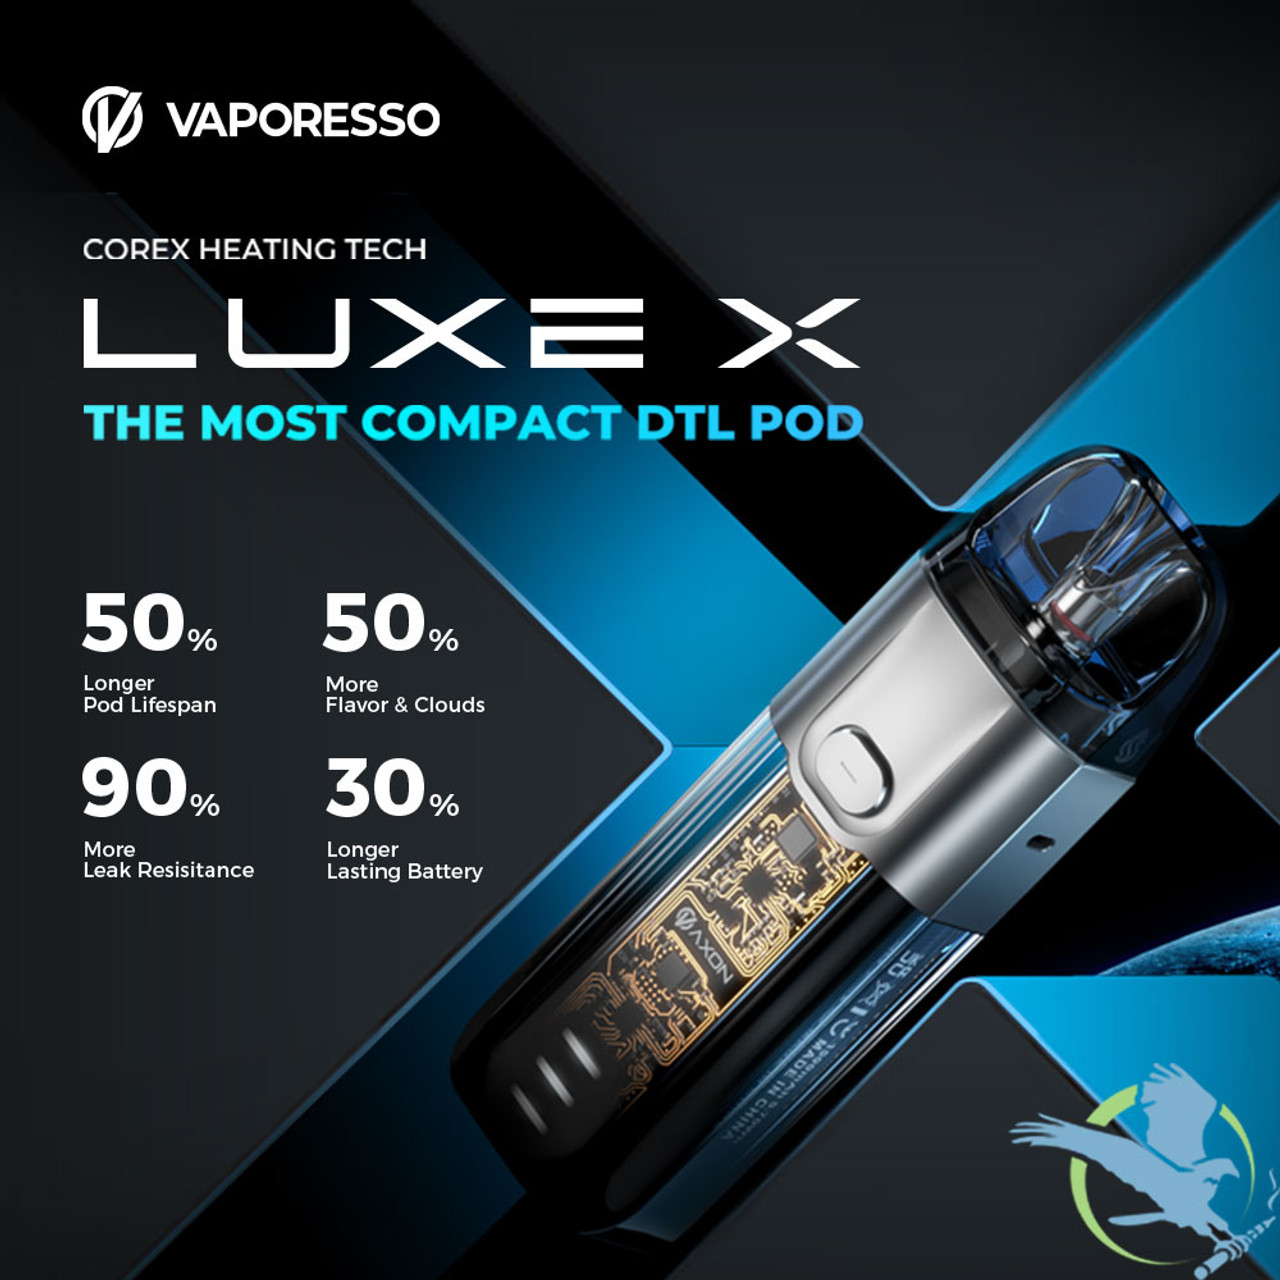 VAPORESSO
COREX HEATING TECH
LUXE X
THE MOST COMPACT DTL POD
50%
Longer
Pod Lifespan
50%
More
Flavor & Clouds
90%
More
Leak Resisitance
30%
Longer
Lasting Battery
AXON
MADE IN CHINA